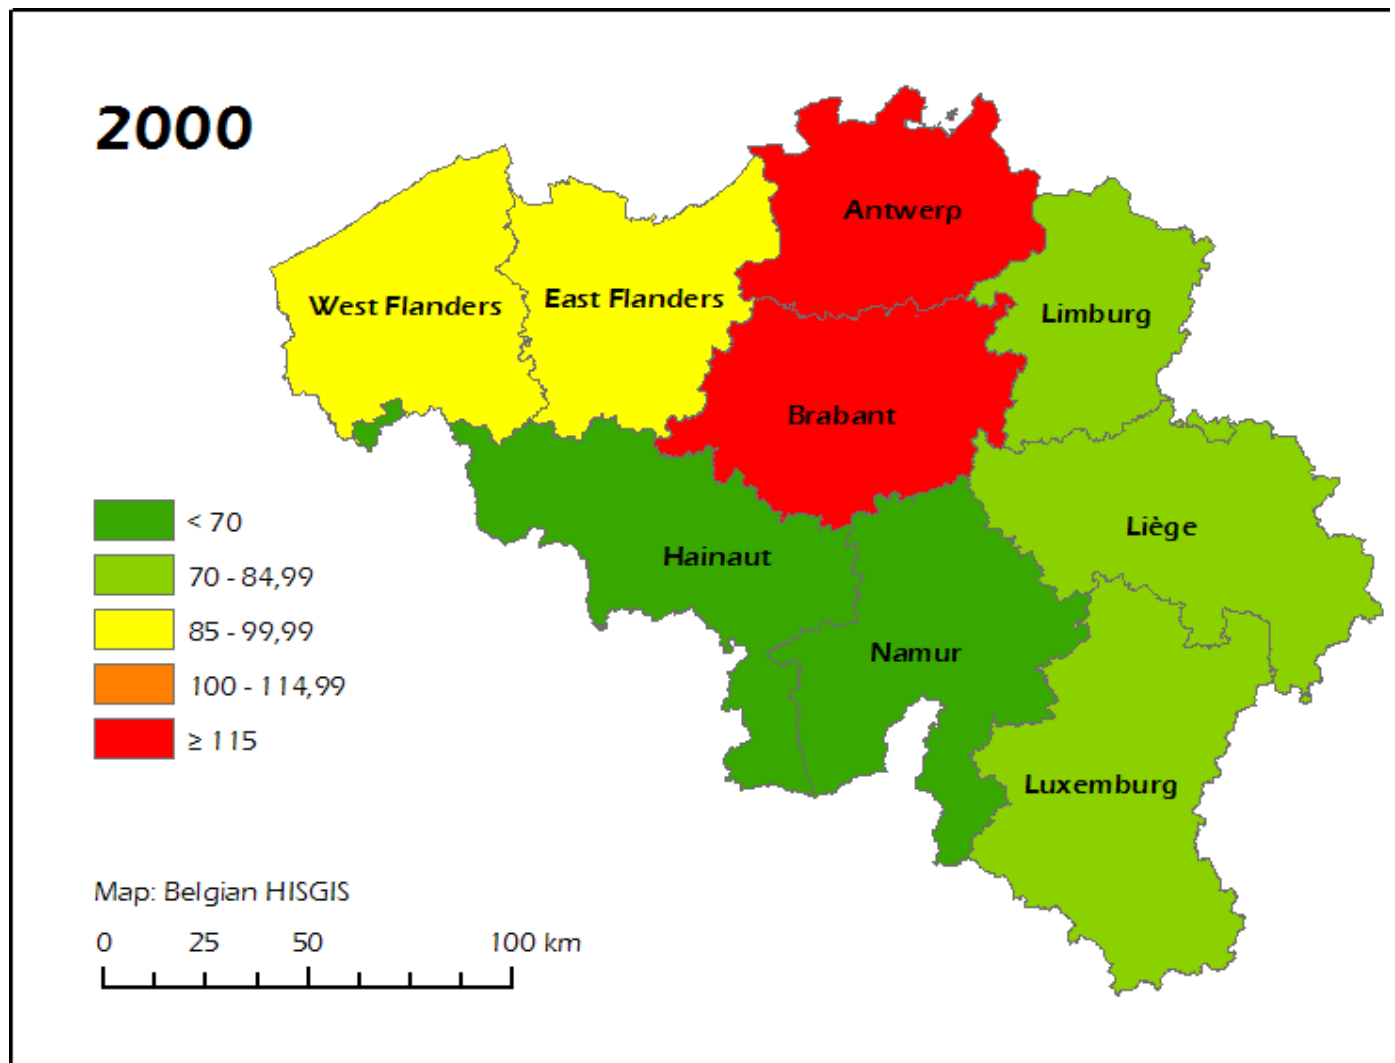 2000
Antwerp
West Flanders
East Flanders
Limburg
Brabant
< 70
Hainaut
Liège
70 - 84,99
85 - 99,99
Namur
100 - 114,99
≥ 115
Luxemburg
Map: Belgian HISGIS
0 25 50 100 km